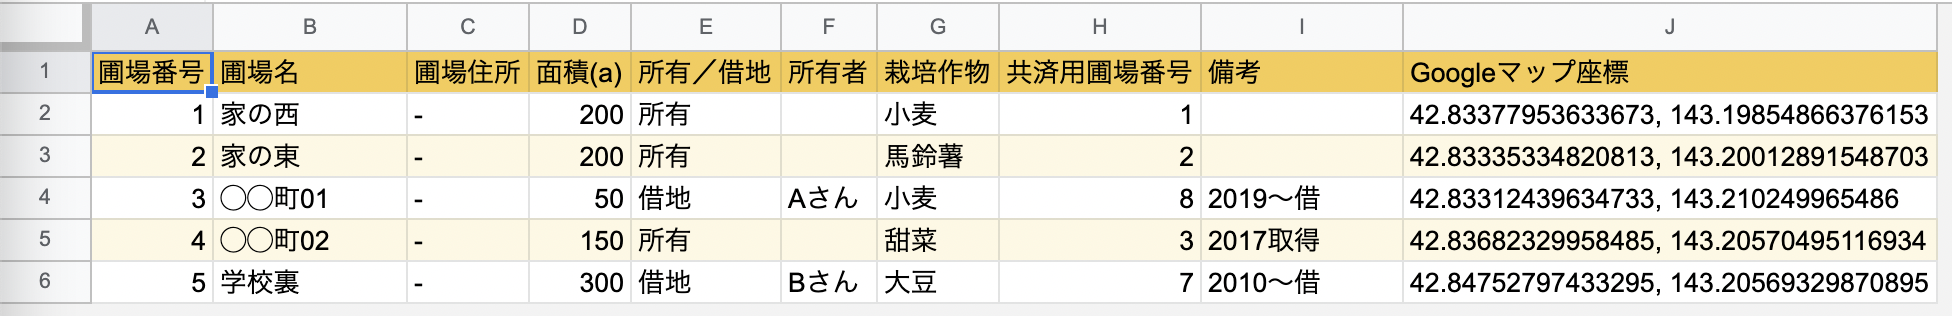 A B C D E F G H I J
1 圃場番号 圃場名 圃場住所 面積(a) 所有／借地 所有者 栽培作物 共済用圃場番号 備考 Googleマップ座標
2 1 家の西 - 200 所有 小麦 1 42.83377953633673, 143.19854866376153
3 2 家の東 - 200 所有 馬鈴薯 2 42.83335334820813, 143.20012891548703
4 3 〇〇町01 - 50 借地 Aさん 小麦 8 2019〜借 42.83312439634733, 143.210249965486
5 4 〇〇町02 - 150 所有 甜菜 3 2017取得 42.83682329958485, 143.20570495116934
6 5 学校裏 - 300 借地 Bさん 大豆 7 2010〜借 42.84752797433295, 143.20569329870895